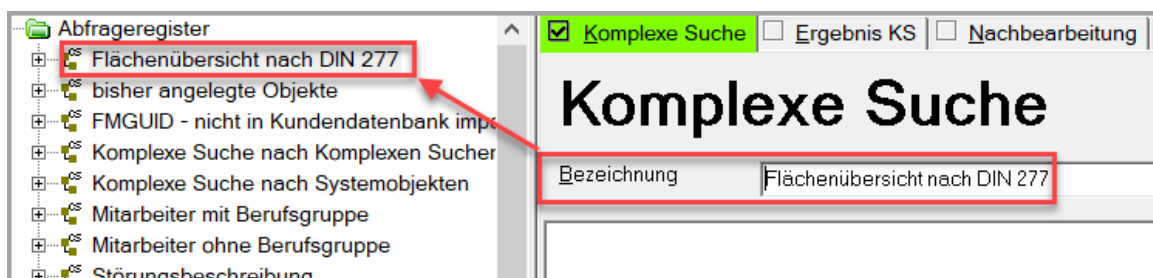 Abfrageregister
Flächenübersicht nach DIN 277
bisher angelegte Objekte
FMGUID - nicht in Kundendatenbank
Komplexe Suche nach Komplexen Sucher
Komplexe Suche nach Systemobjekten
Mitarbeiter mit Berufsgruppe
Mitarbeiter ohne Berufsgruppe
Störungsbeschreibung
Komplexe Suche Ergebnis KS Nachbearbeitung
Komplexe Suche
Bezeichnung Flächenübersicht nach DIN 277